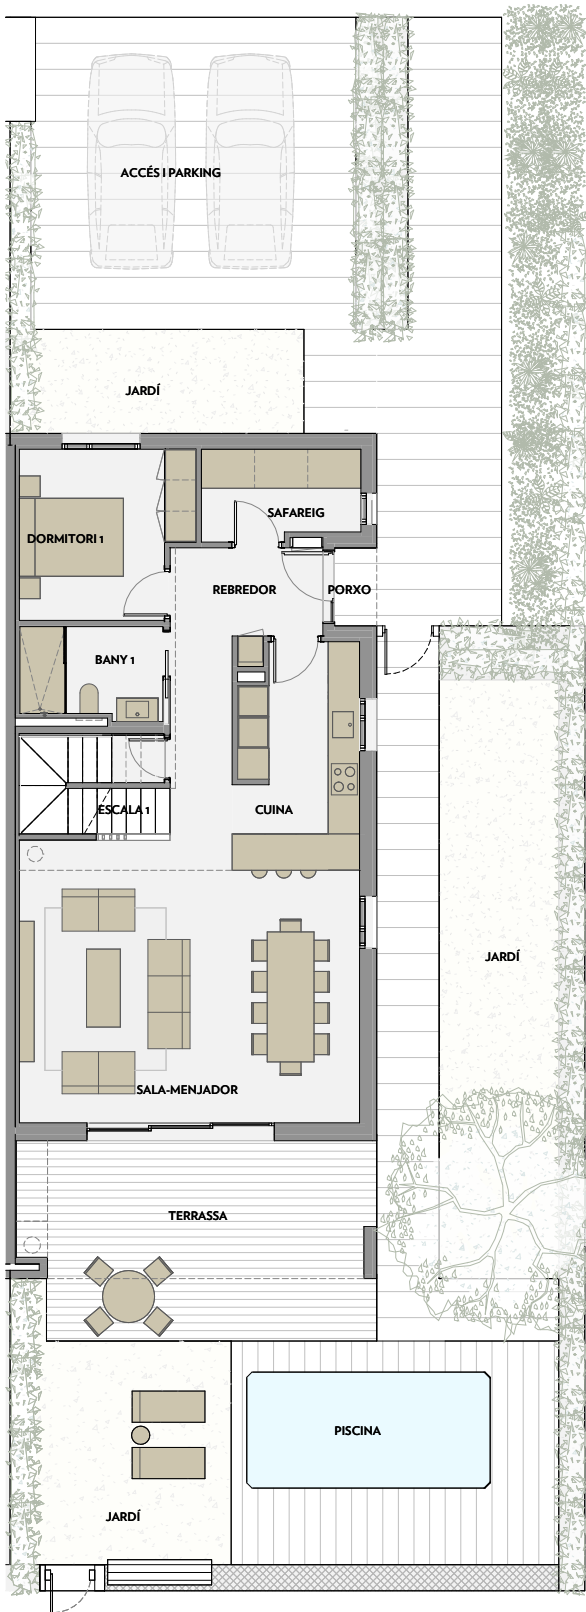 ACCÉS I PARKING
JARDÍ
SAFAREIG
DORMITORI 1
REBREDOR
PORXO
BANY 1
ESCALA 1
CUINA
JARDÍ
SALA-MENJADOR
TERRASSA
PISCINA
JARDÍ